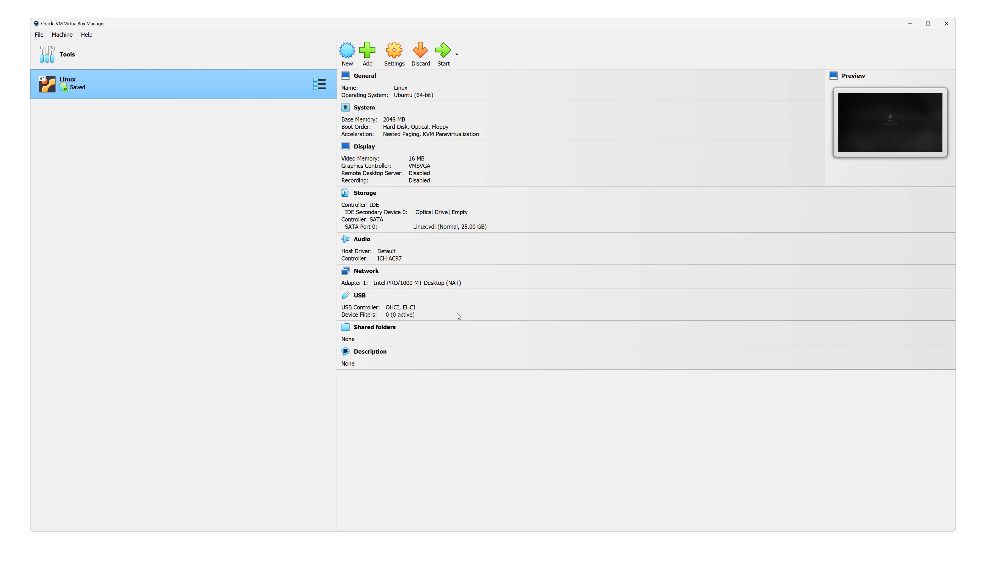 Oracle VM VirtualBox Manager
File Machine Help
Tools
New Add Settings Discard Start
64
Linux
Saved
General
Name: Linux
Operating System: Ubuntu (64-bit)
Preview
System
Base Memory: 2048 MB
Boot Order: Hard Disk, Optical, Floppy
Acceleration: Nested Paging, KVM Paravirtualization
Display
Video Memory: 16 MB
Graphics Controller: VMSVGA
Remote Desktop Server: Disabled
Recording: Disabled
Storage
Controller: IDE
IDE Secondary Device 0: [Optical Drive] Empty
Controller: SATA
SATA Port 0: Linux.vdi (Normal, 25.00 GB)
Audio
Host Driver: Default
Controller: ICH AC97
Network
Adapter 1: Intel PRO/1000 MT Desktop (NAT)
USB
USB Controller: OHCI, EHCI
Device Filters: 0 (0 active)
Shared folders
None
Description
None